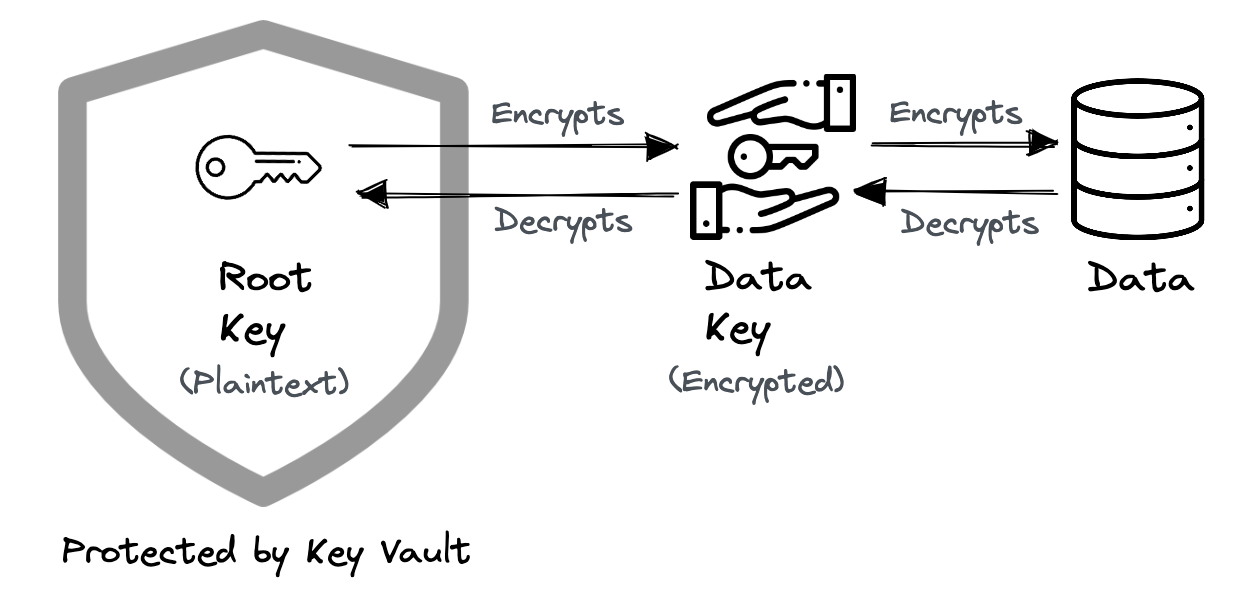 Encrypts
Encrypts
Decrypts
Decrypts
Root
Key
(Plaintext)
Data
Key
(Encrypted)
Data
Protected by Key Vault